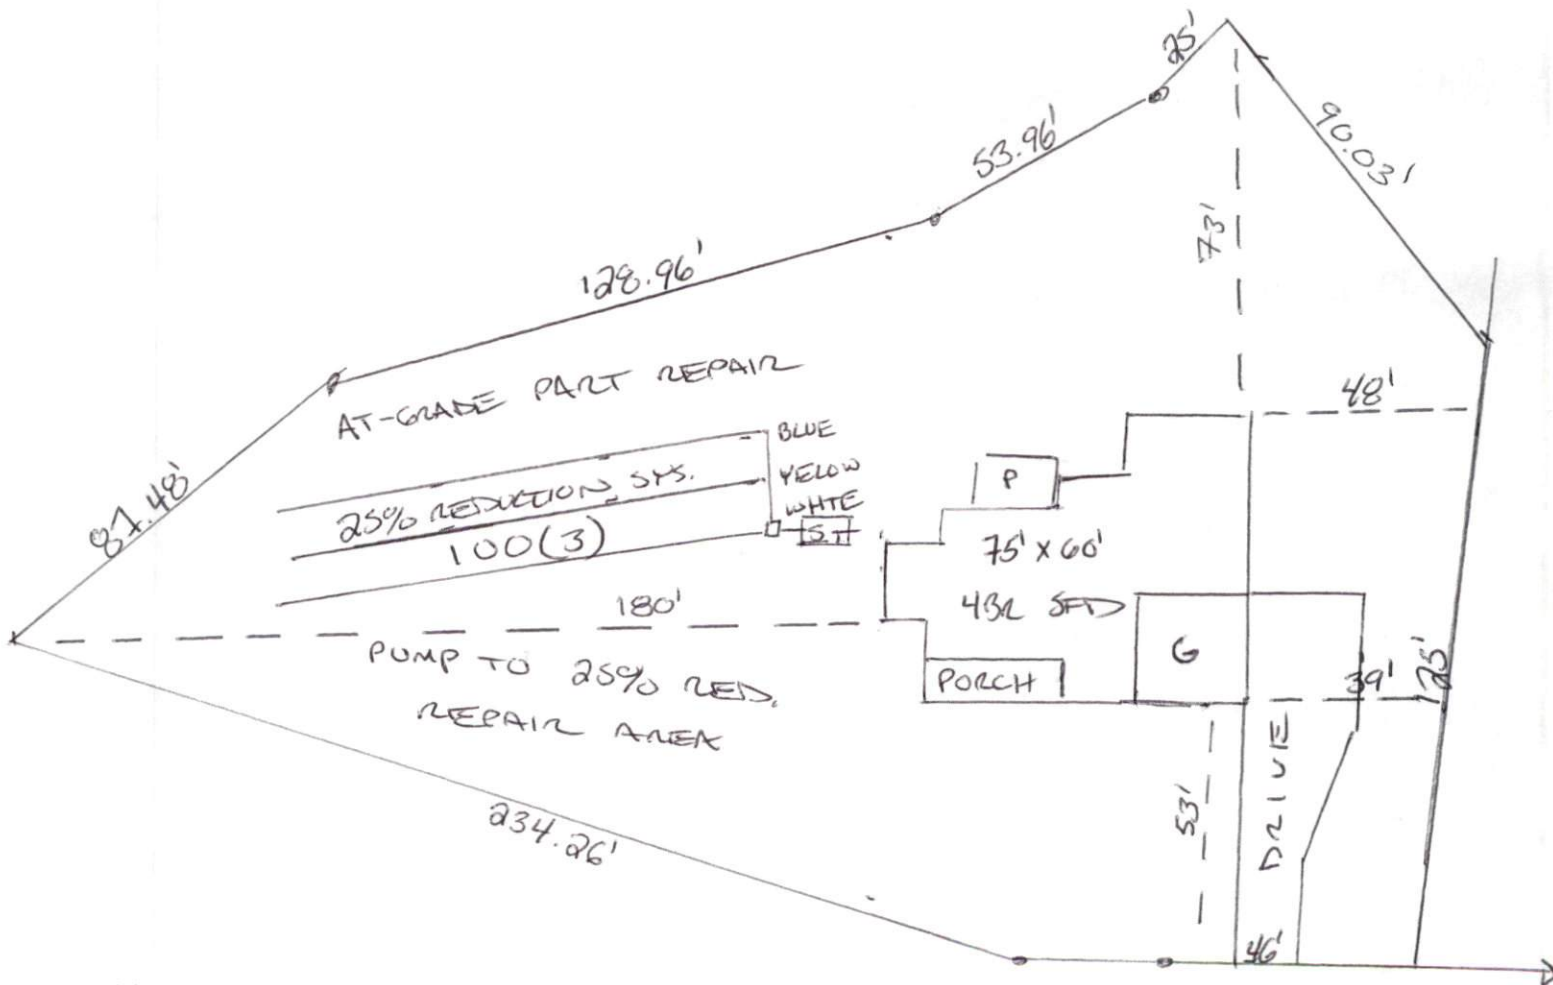 25'
53.96'
90.03'
73'
128.96'
AT-GRADE PART REPAIR
48'
BLUE
YELOW
WHTE
25% REDUCTION SYS.
100(3)
S.T
P
75' X 60'
4BR SFD
87.48'
180'
G
PORCH
39'
PUMP TO 25% RED.
REPAIR AREA
53'
DRIVE
234.26'
46'